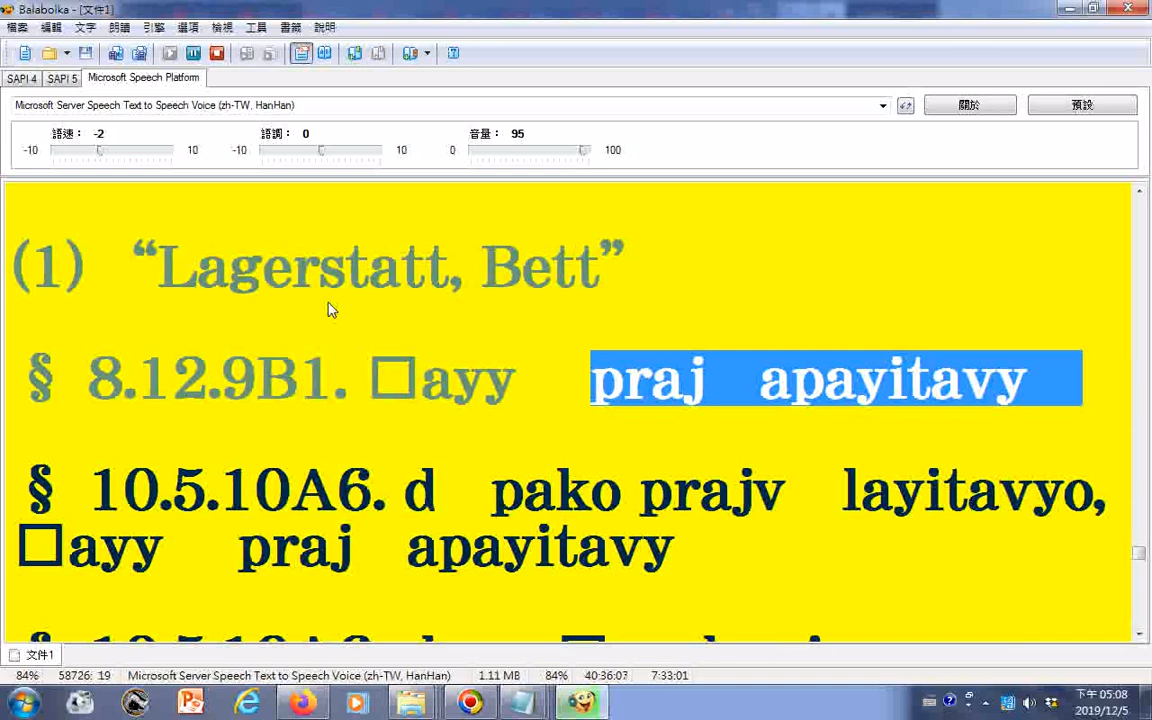 Balabolka - [文件1]
檔案 編輯 文字 朗讀 引擎 選項 檢視 工具 書籤 說明
SAPI 4 SAPI 5 Microsoft Speech Platform
Microsoft Server Speech Text to Speech Voice (zh-TW, HanHan) 關於 預設
語速： -2 語調： 0 音量： 95
-10 10 -10 10 0 100
(1) “Lagerstatt, Bett”
§ 8.12.9B1. □ayy praj apayitavy
§ 10.5.10A6. d pako prajv layitavyo,
□ayy praj apayitavy
文件1
84% 58726: 19 Microsoft Server Speech Text to Speech Voice (zh-TW, HanHan) 1.11 MB 84% 40:36:03 7:33:01
下午 05:08
2019/12/5